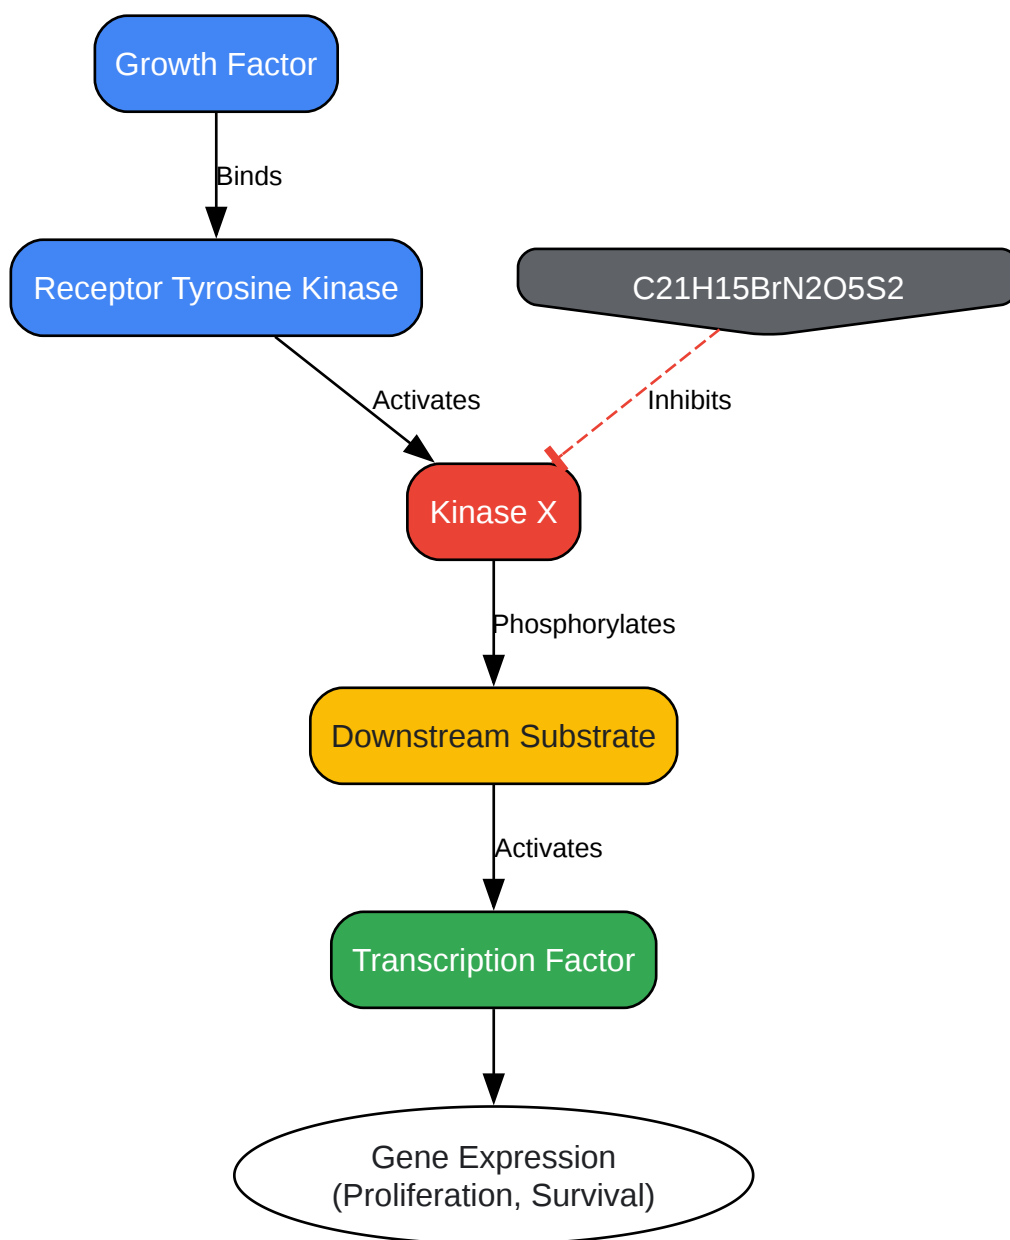 Growth Factor
Binds
Receptor Tyrosine Kinase
C21H15BrN2O5S2
Activates
Inhibits
Kinase X
Phosphorylates
Downstream Substrate
Activates
Transcription Factor
Gene Expression
(Proliferation, Survival)